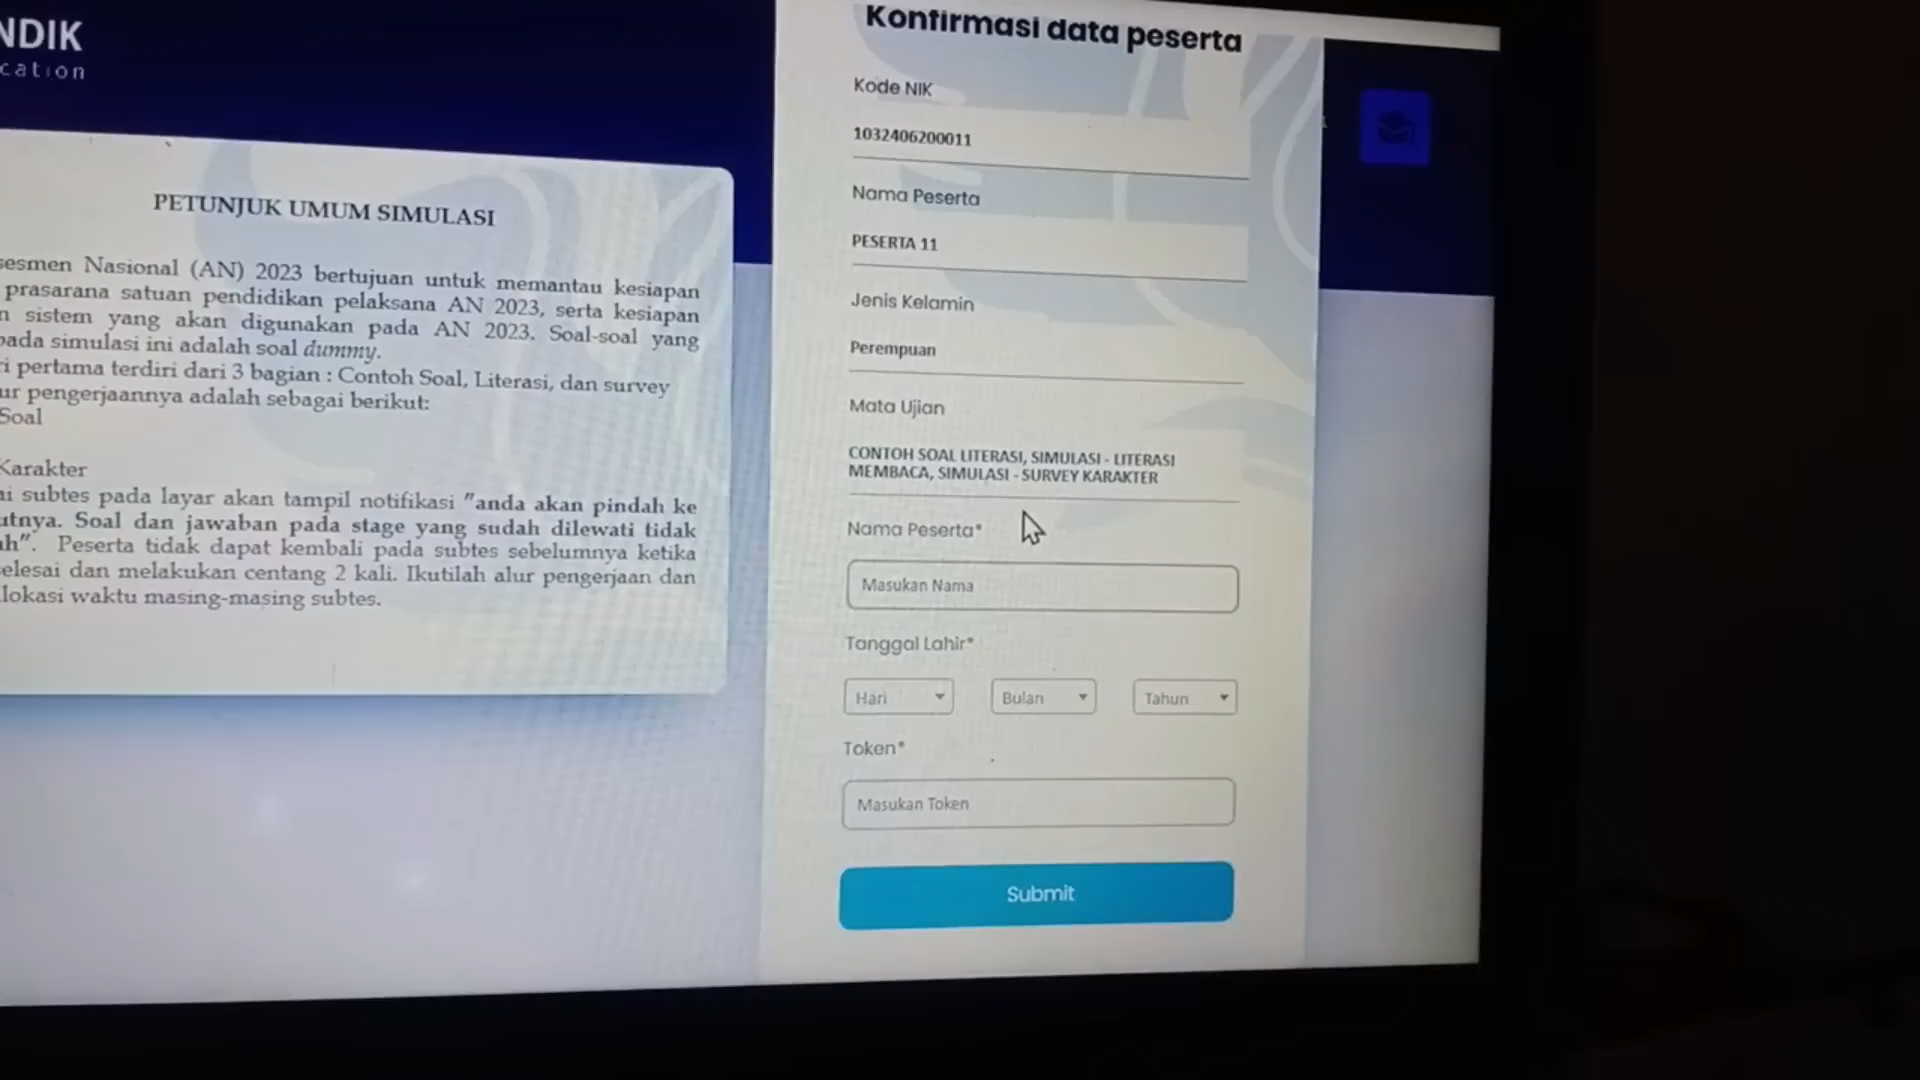 NDIK
cation
PETUNJUK UMUM SIMULASI
sesmen Nasional (AN) 2023 bertujuan untuk memantau kesiapan
prasarana satuan pendidikan pelaksana AN 2023, serta kesiapan
n sistem yang akan digunakan pada AN 2023. Soal-soal yang
pada simulasi ini adalah soal dummy.
ri pertama terdiri dari 3 bagian : Contoh Soal, Literasi, dan survey
ur pengerjaannya adalah sebagai berikut:
Soal
Karakter
ai subtes pada layar akan tampil notifikasi "anda akan pindah ke
utnya. Soal dan jawaban pada stage yang sudah dilewati tidak
ah". Peserta tidak dapat kembali pada subtes sebelumnya ketika
elesai dan melakukan centang 2 kali. Ikutilah alur pengerjaan dan
lokasi waktu masing-masing subtes.
Konfirmasi data peserta
Kode NIK
1032406200011
Nama Peserta
PESERTA 11
Jenis Kelamin
Perempuan
Mata Ujian
CONTOH SOAL LITERASI, SIMULASI - LITERASI
MEMBACA, SIMULASI - SURVEY KARAKTER
Nama Peserta*
Masukan Nama
Tanggal Lahir*
Hari Bulan Tahun
Token*
Masukan Token
Submit